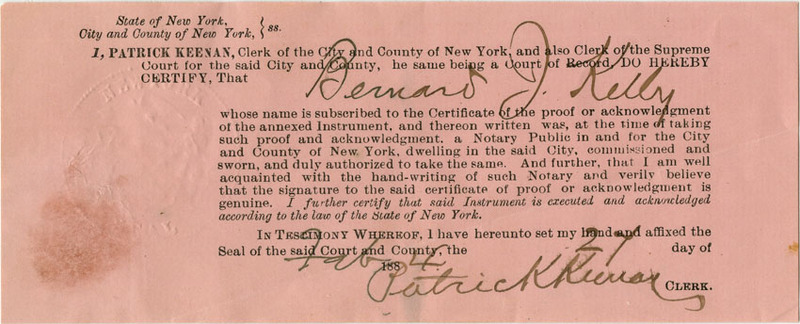 State of New York,
City and County of New York, } ss.
I, PATRICK KEENAN, Clerk of the City and County of New York, and also Clerk of the Supreme
Court for the said City and County, he same being a Court of Record, DO HEREBY
CERTIFY, That
Bernard J. Kelly
whose name is subscribed to the Certificate of the proof or acknowledgment
of the annexed Instrument, and thereon written was, at the time of taking
such proof and acknowledgment, a Notary Public in and for the City
and County of New York, dwelling in the said City, commissioned and
sworn, and duly authorized to take the same. And further, that I am well
acquainted with the hand-writing of such Notary and verily believe
that the signature to the said certificate of proof or acknowledgment is
genuine. I further certify that said Instrument is executed and acknowledged
according to the law of the State of New York.
IN TESTIMONY WHEREOF, I have hereunto set my hand and affixed the
Seal of the said Court and County, the 27 day of
Feb 1884
Patrick Keenan CLERK.